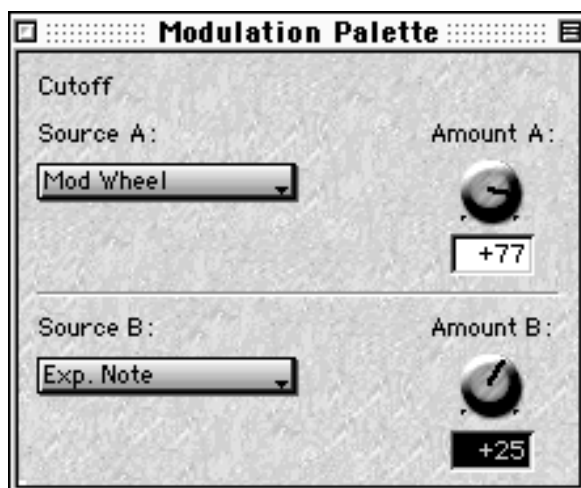 Modulation Palette
Cutoff
Source A: Amount A:
Mod Wheel
+77
Source B: Amount B:
Exp. Note
+25